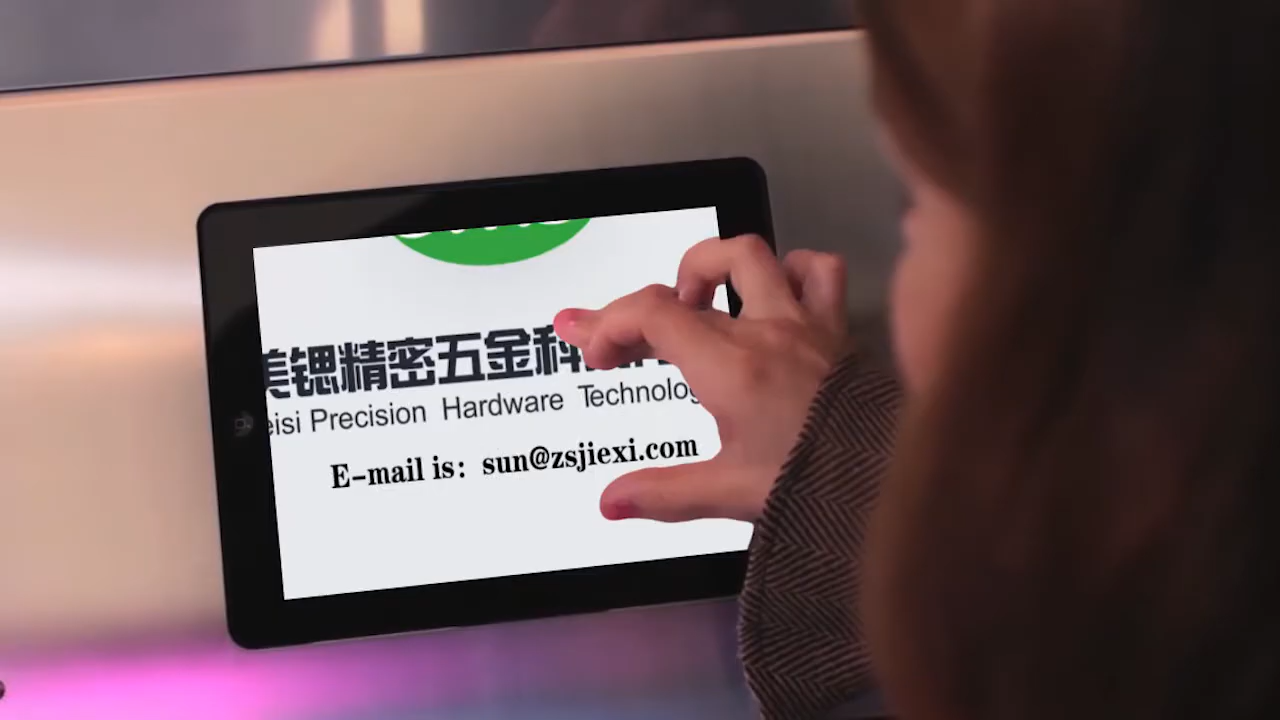 美锶精密五金科
eisi Precision Hardware Technolog
E-mail is: sun@zsjiexi.com